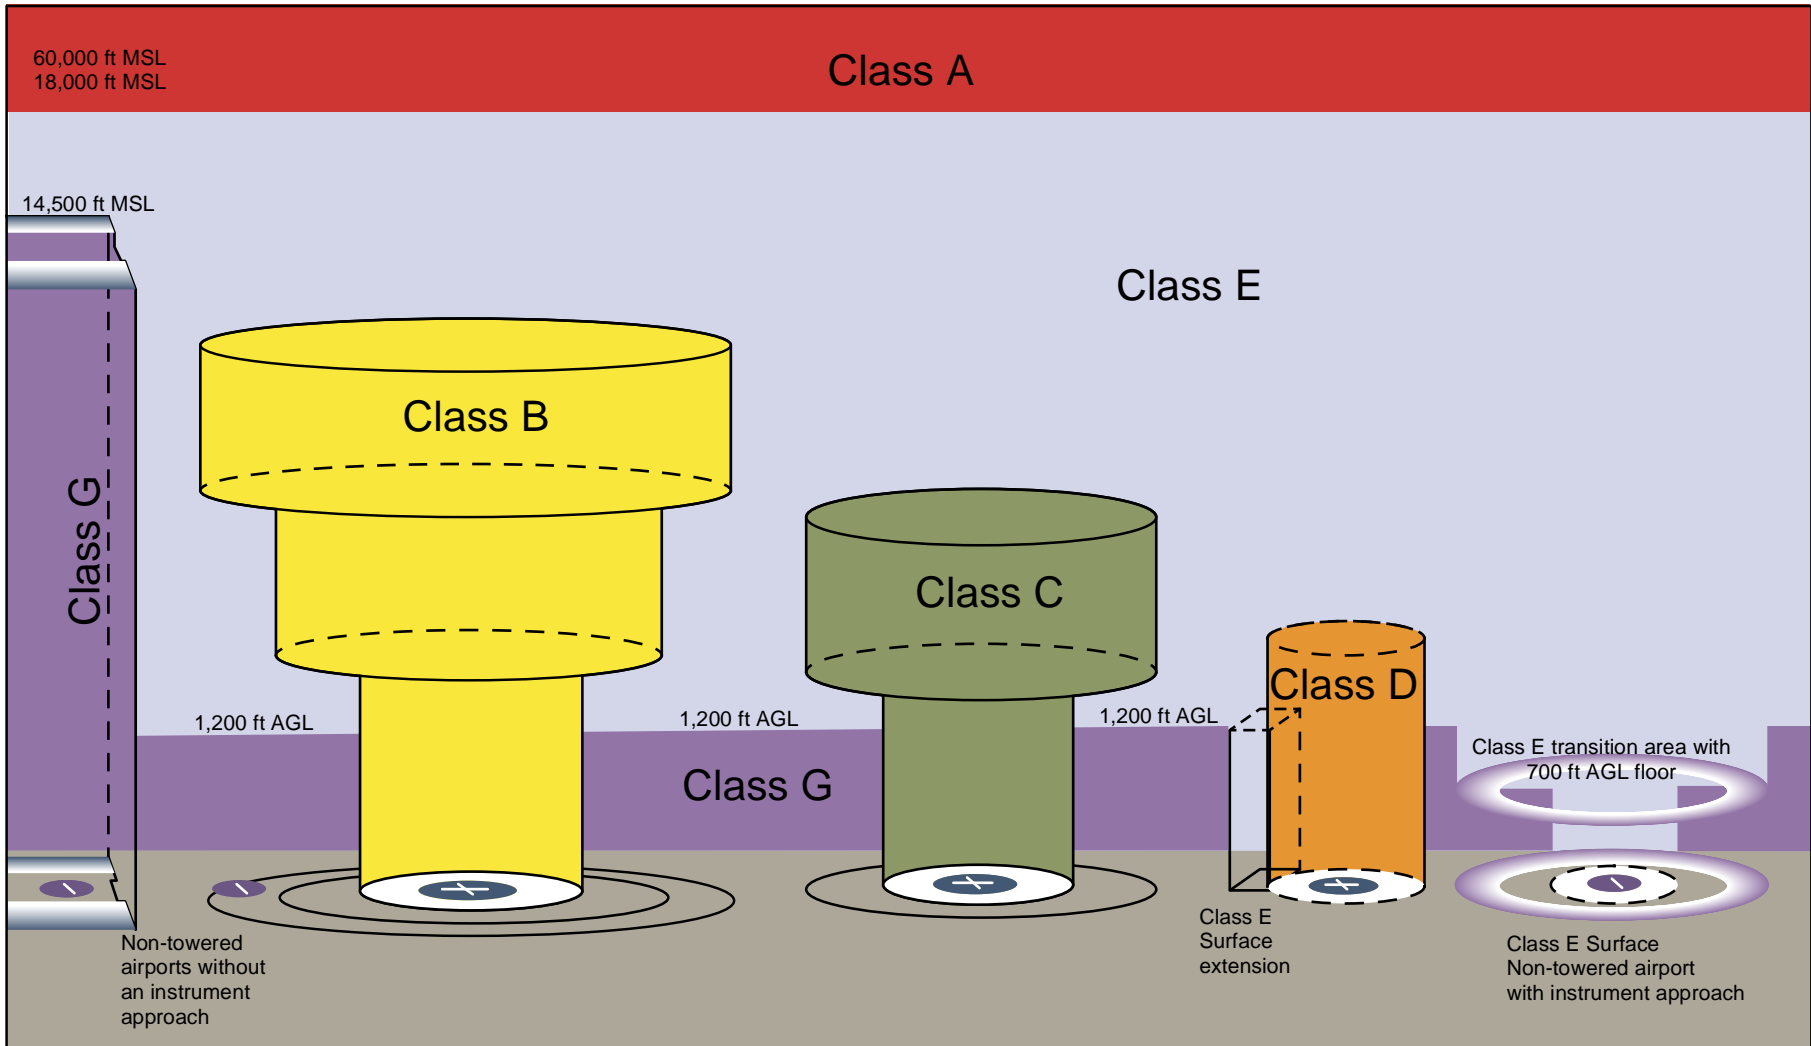 60,000 ft MSL
18,000 ft MSL
Class A
14,500 ft MSL
Class E
Class B
Class G
Class C
Class D
1,200 ft AGL
1,200 ft AGL
1,200 ft AGL
Class E transition area with
700 ft AGL floor
Class G
Class E
Surface
extension
Non-towered
airports without
an instrument
approach
Class E Surface
Non-towered airport
with instrument approach